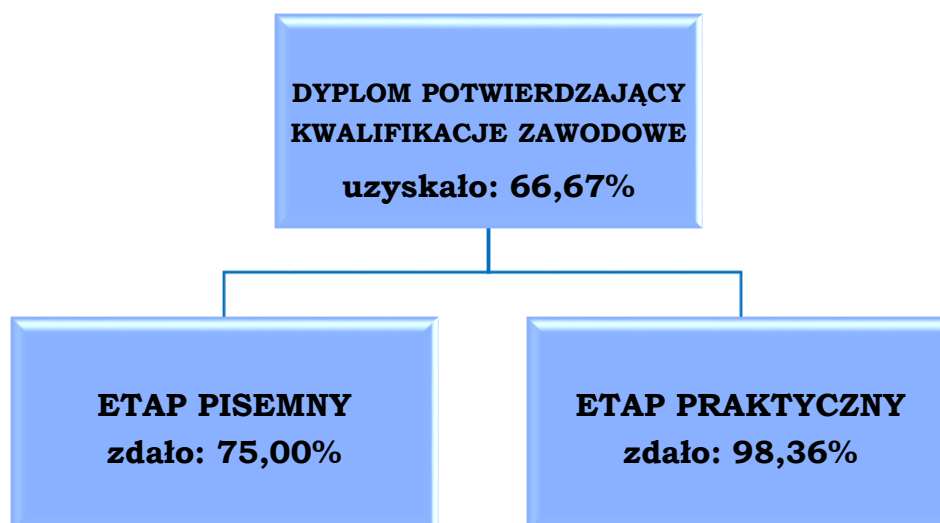 DYPLOM POTWIERDZAJĄCY
KWALIFIKACJE ZAWODOWE
uzyskało: 66,67%
ETAP PISEMNY
zdało: 75,00%
ETAP PRAKTYCZNY
zdało: 98,36%